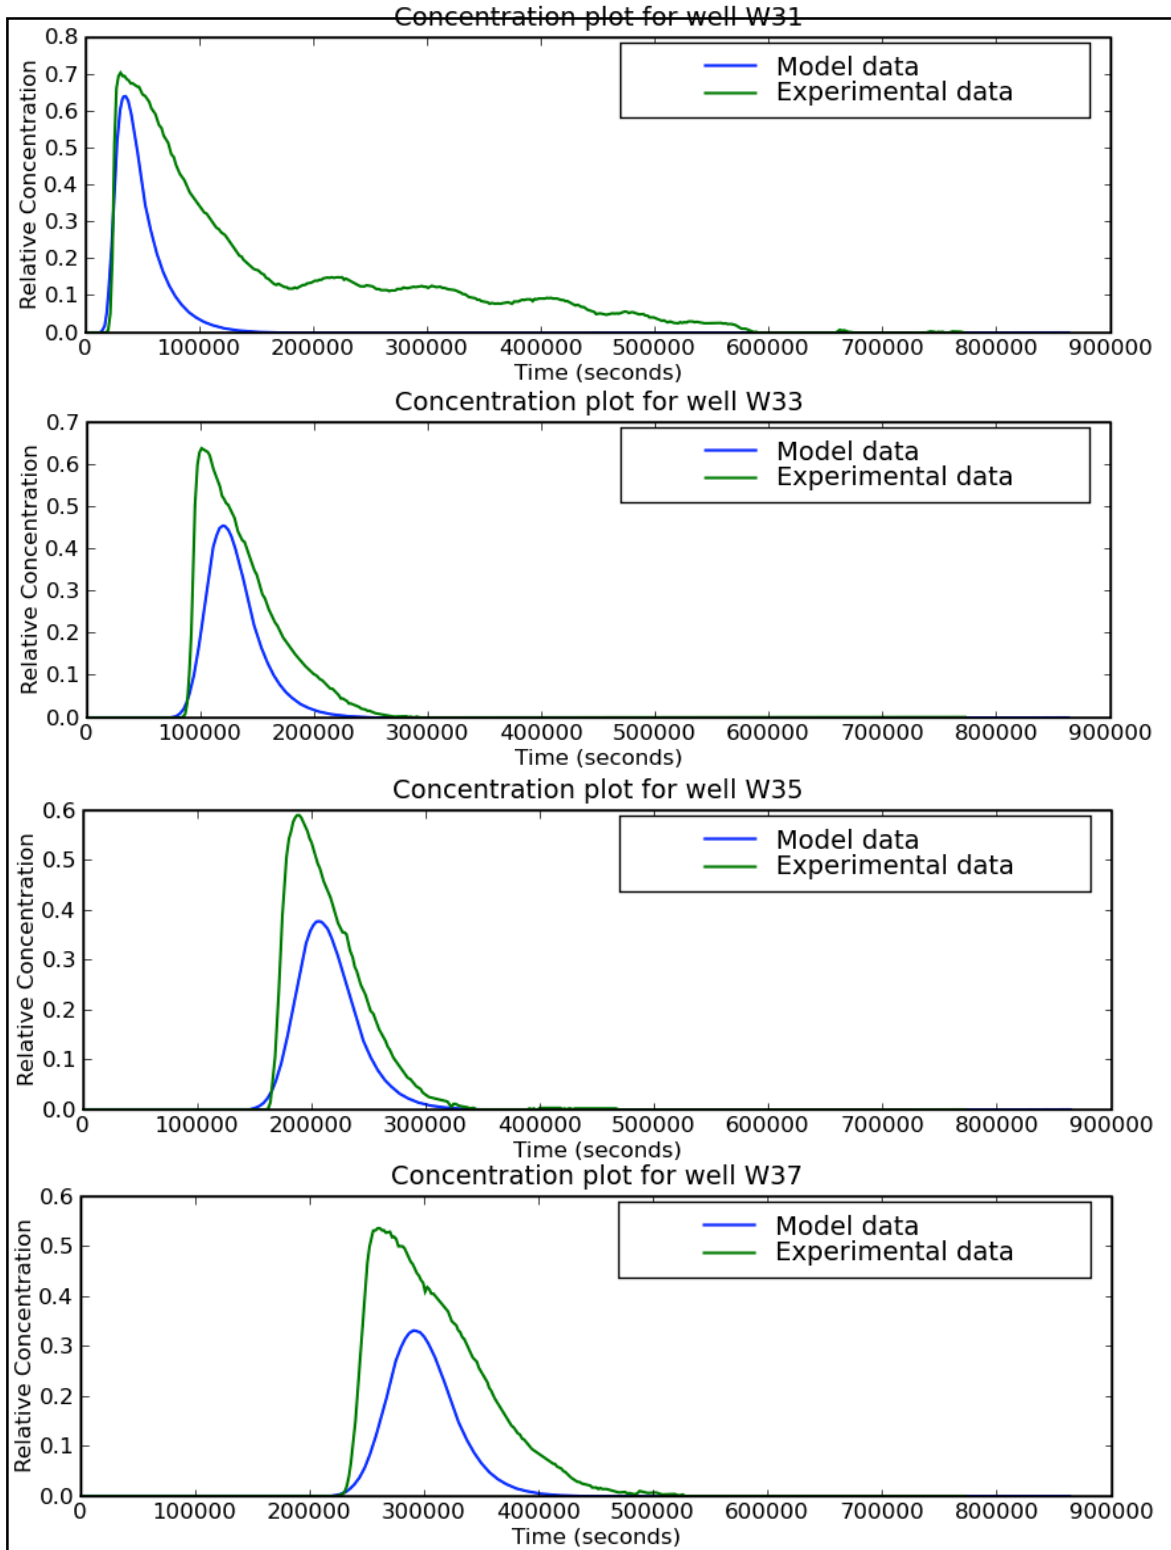 Concentration plot for well W31
0.8
0.7
0.6
0.5
0.4
0.3
0.2
0.1
0.0
Relative Concentration
Model data
Experimental data
0 100000 200000 300000 400000 500000 600000 700000 800000 900000
Time (seconds)
Concentration plot for well W33
0.7
0.6
0.5
0.4
0.3
0.2
0.1
0.0
Relative Concentration
Model data
Experimental data
0 100000 200000 300000 400000 500000 600000 700000 800000 900000
Time (seconds)
Concentration plot for well W35
0.6
0.5
0.4
0.3
0.2
0.1
0.0
Relative Concentration
Model data
Experimental data
0 100000 200000 300000 400000 500000 600000 700000 800000 900000
Time (seconds)
Concentration plot for well W37
0.6
0.5
0.4
0.3
0.2
0.1
0.0
Relative Concentration
Model data
Experimental data
0 100000 200000 300000 400000 500000 600000 700000 800000 900000
Time (seconds)